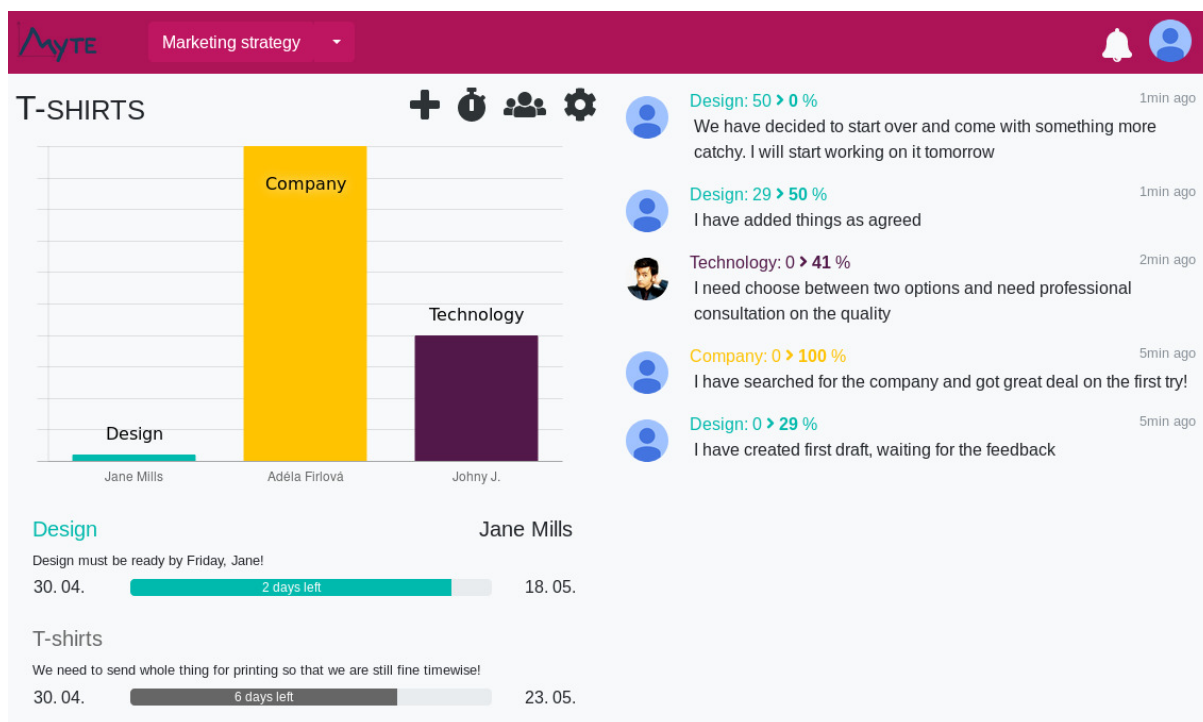 MYTE
Marketing strategy
T-SHIRTS
Company
Technology
Design
Jane Mills
Adéla Firlová
Johny J.
Design
Jane Mills
Design must be ready by Friday, Jane!
30. 04.
2 days left
18. 05.
T-shirts
We need to send whole thing for printing so that we are still fine timewise!
30. 04.
6 days left
23. 05.
Design: 50 > 0 %
1min ago
We have decided to start over and come with something more
catchy. I will start working on it tomorrow
Design: 29 > 50 %
1min ago
I have added things as agreed
Technology: 0 > 41 %
2min ago
I need choose between two options and need professional
consultation on the quality
Company: 0 > 100 %
5min ago
I have searched for the company and got great deal on the first try!
Design: 0 > 29 %
5min ago
I have created first draft, waiting for the feedback